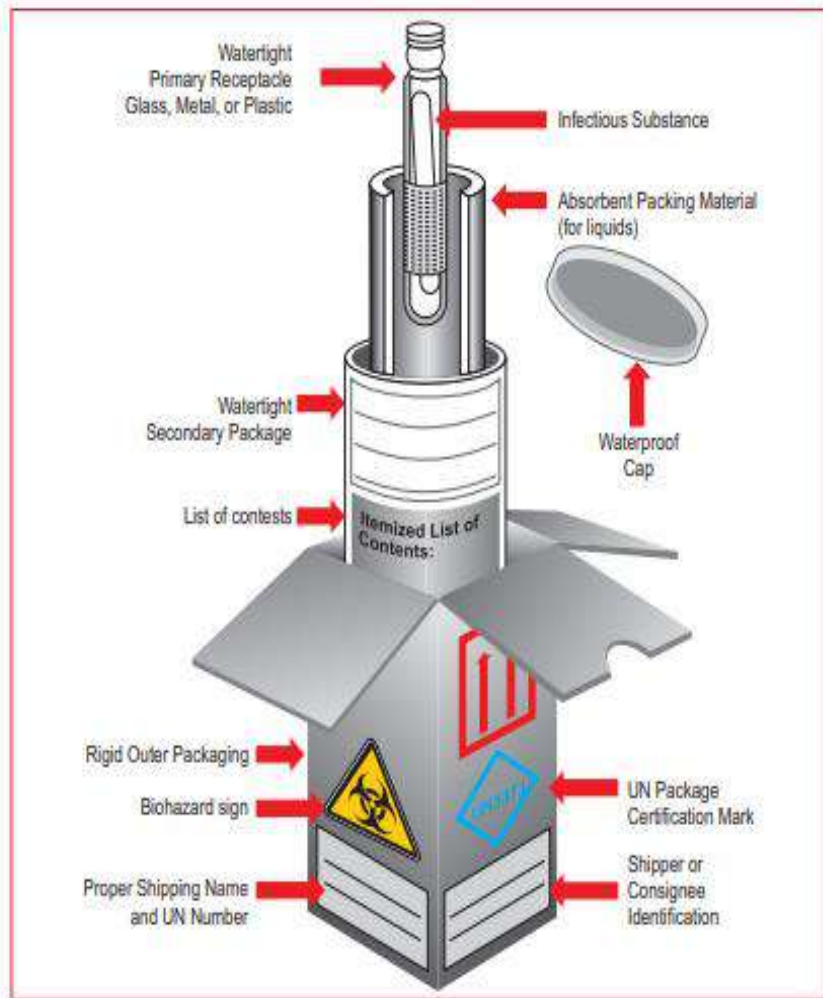 Watertight
Primary Receptacle
Glass, Metal, or Plastic
Infectious Substance
Absorbent Packing Material
(for liquids)
Watertight
Secondary Package
Waterproof
Cap
List of contests
Itemized List of
Contents:
Rigid Outer Packaging
Biohazard sign
UN Package
Certification Mark
Proper Shipping Name
and UN Number
Shipper or
Consignee
Identification